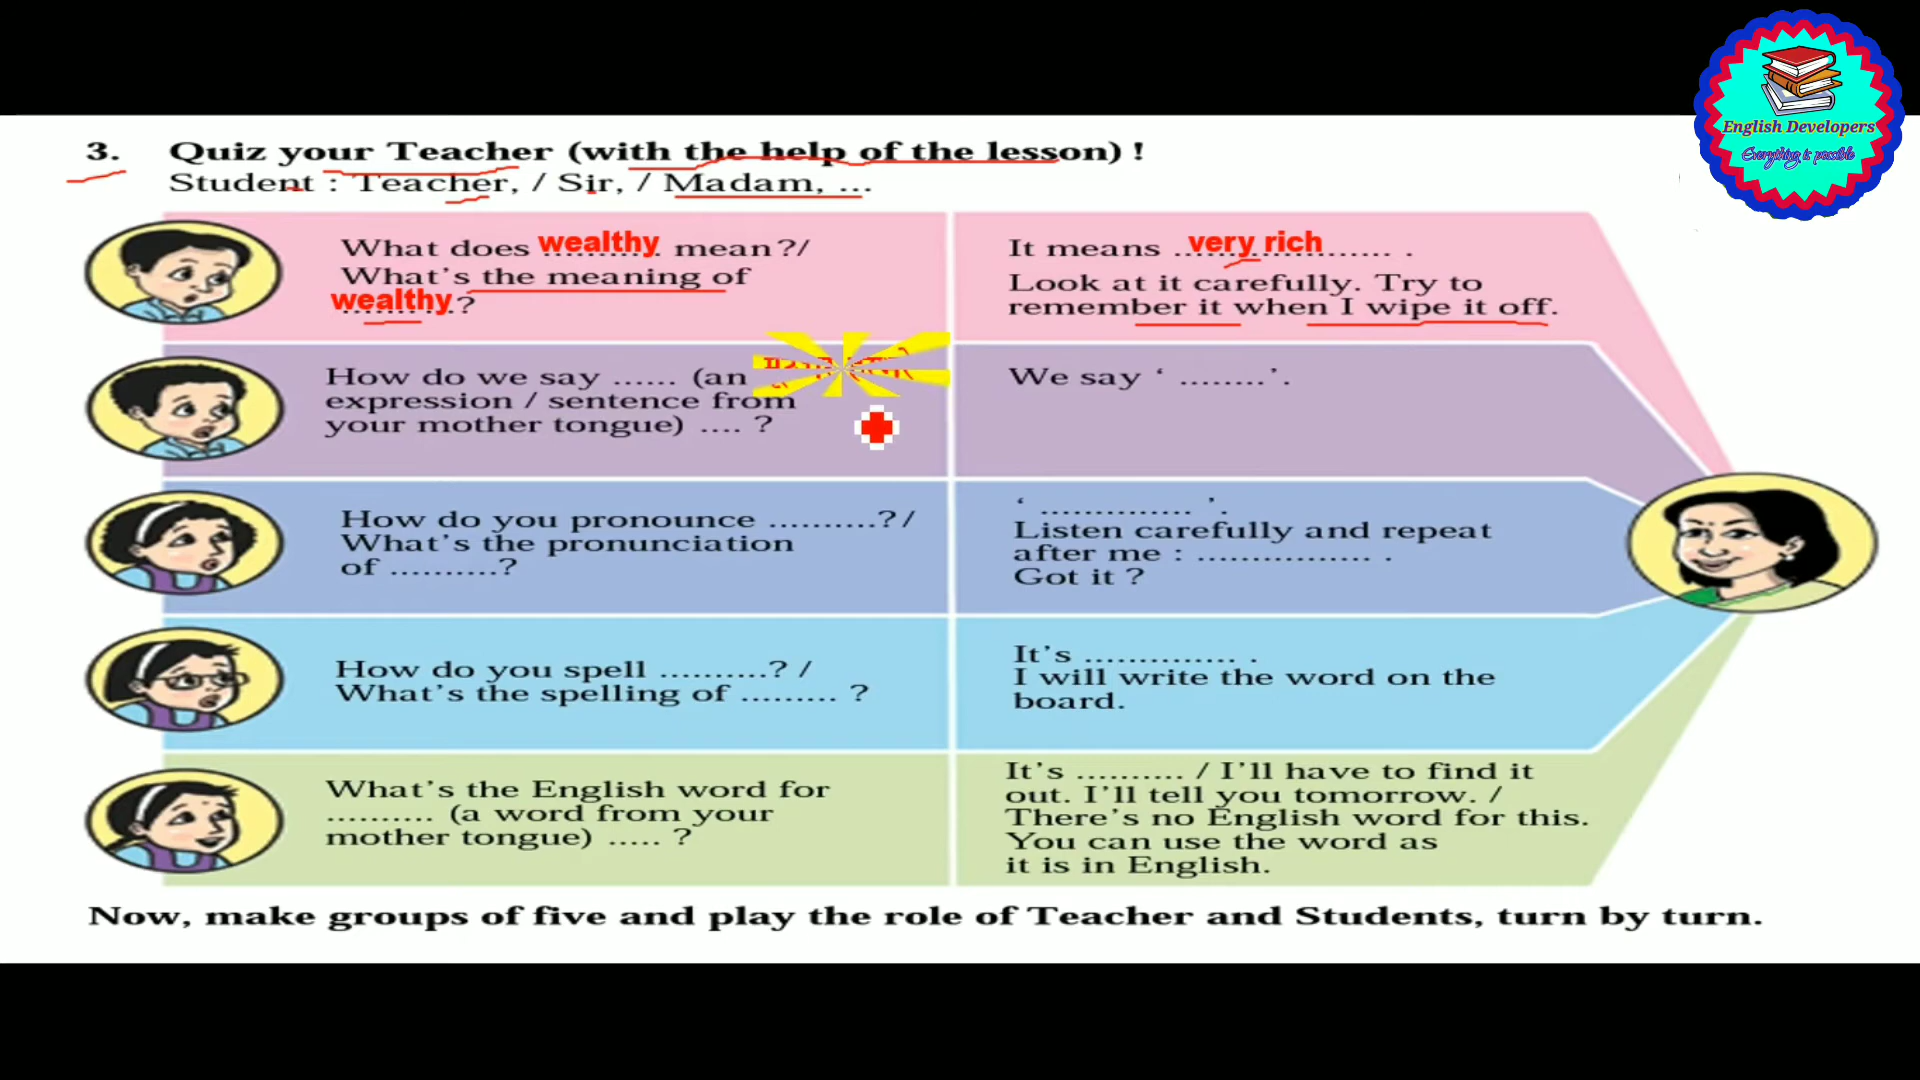 English Developers
Everything is possible
3. Quiz your Teacher (with the help of the lesson) !
Student : Teacher, / Sir, / Madam, ...
What does wealthy mean ?/
What's the meaning of
wealthy ?
It means very rich .
Look at it carefully. Try to
remember it when I wipe it off.
How do we say ...... (an
expression / sentence from
your mother tongue) .... ?
We say ‘ ........’.
How do you pronounce ..........? /
What's the pronunciation
of ..........?
‘ .............. ’.
Listen carefully and repeat
after me : ................ .
Got it ?
How do you spell ..........? /
What's the spelling of ......... ?
It's .............. .
I will write the word on the
board.
What's the English word for
.......... (a word from your
mother tongue) ..... ?
It's .......... / I'll have to find it
out. I'll tell you tomorrow. /
There's no English word for this.
You can use the word as
it is in English.
Now, make groups of five and play the role of Teacher and Students, turn by turn.